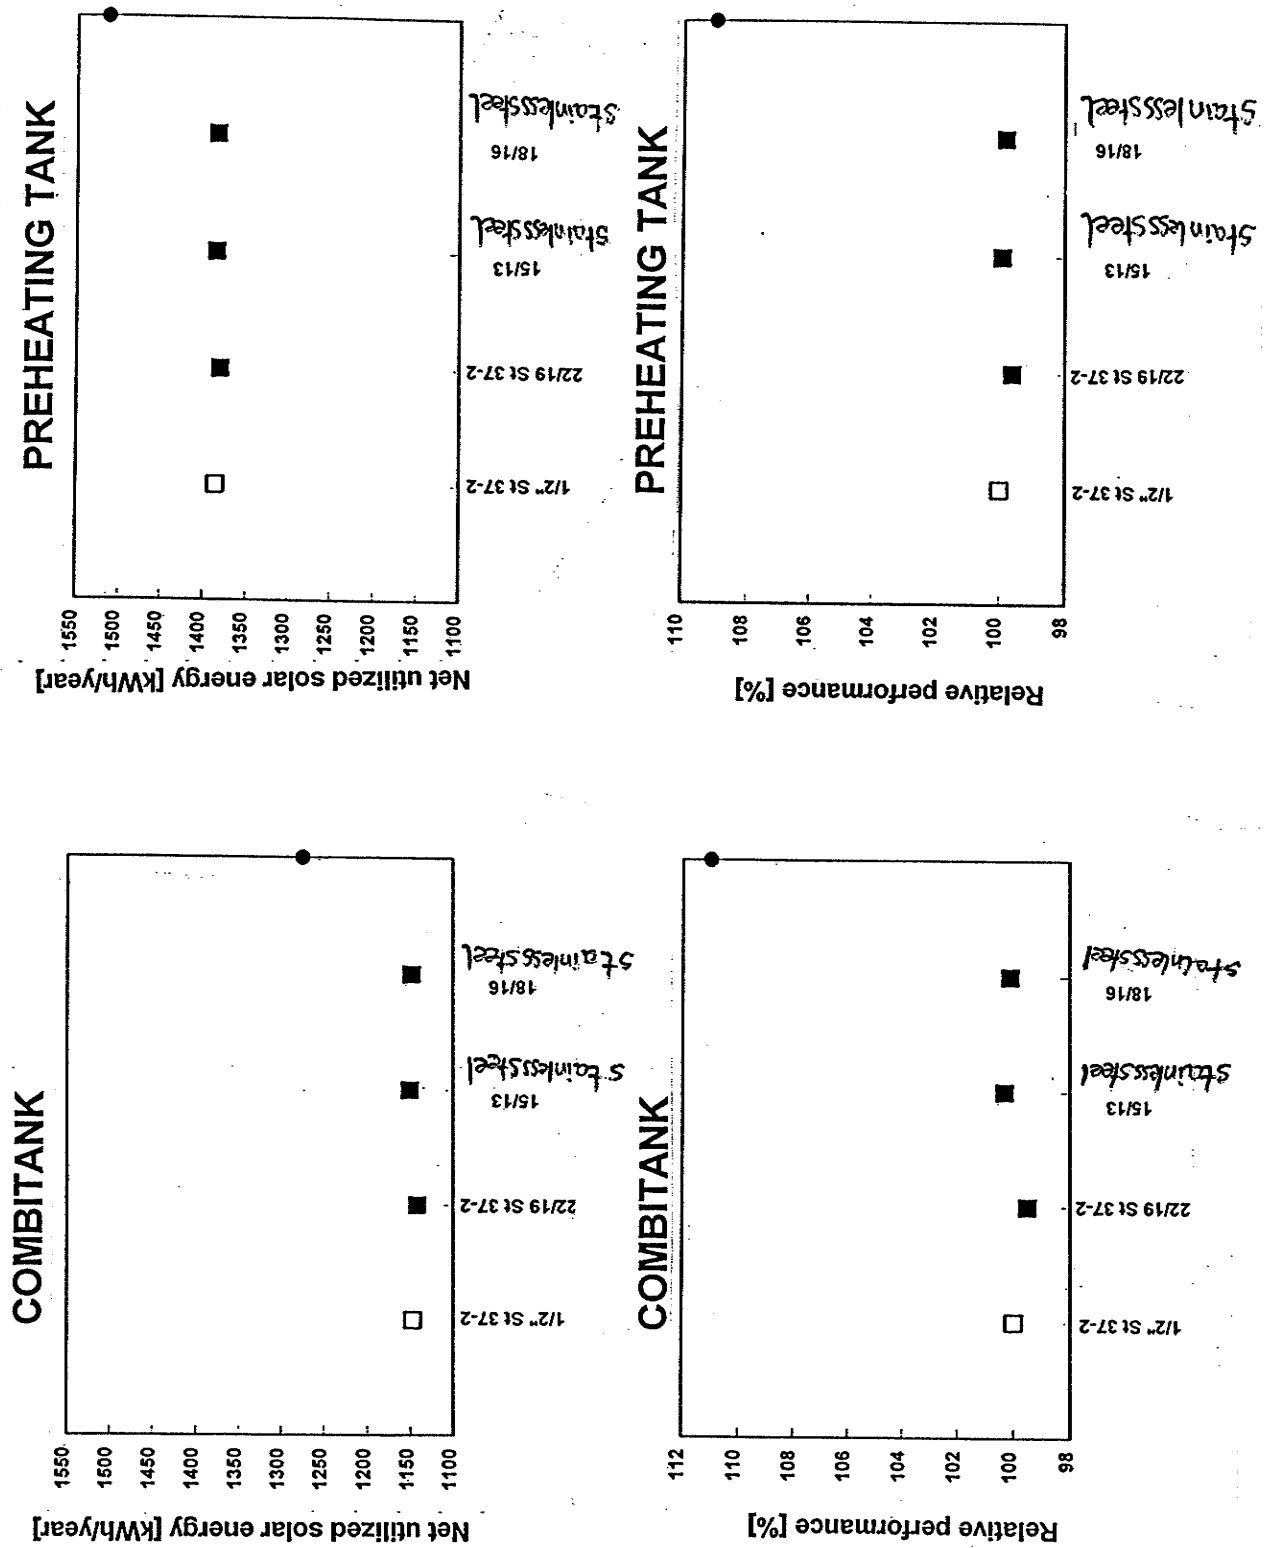 COMBITANK
Net utilized solar energy [kWh/year]
1550
1500
1450
1400
1350
1300
1250
1200
1150
1100
1/2" St 37-2
22/19 St 37-2
15/13
Stainless steel
18/16
Stainless steel
PREHEATING TANK
Net utilized solar energy [kWh/year]
1550
1500
1450
1400
1350
1300
1250
1200
1150
1100
1/2" St 37-2
22/19 St 37-2
15/13
Stainless Steel
18/16
Stainless Steel
COMBITANK
Relative performance [%]
112
110
108
106
104
102
100
98
1/2" St 37-2
22/19 St 37-2
15/13
Stainless steel
18/16
Stainless steel
PREHEATING TANK
Relative performance [%]
110
108
106
104
102
100
98
1/2" St 37-2
22/19 St 37-2
15/13
Stainless Steel
18/16
Stainless Steel